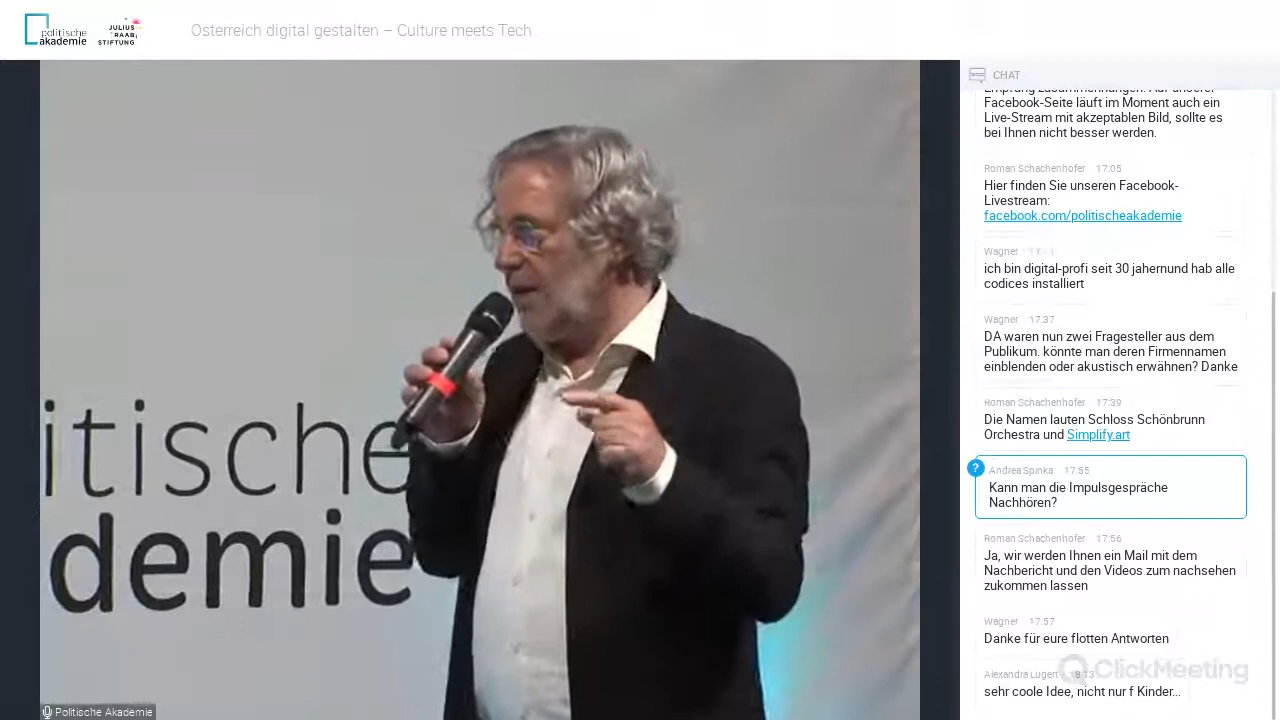 politische
akademie
JULIUS
RAAB
STIFTUNG
Österreich digital gestalten – Culture meets Tech.
CHAT
Empfang zusammenhängen. Auf unserer
Facebook-Seite läuft im Moment auch ein
Live-Stream mit akzeptablen Bild, sollte es
bei Ihnen nicht besser werden.
Roman Schachenhofer 17:05
Hier finden Sie unseren Facebook-
Livestream:
facebook.com/politischeakademie
Wagner
ich bin digital-profi seit 30 jahernund hab alle
codices installiert
Wagner 17:37
DA waren nun zwei Fragesteller aus dem
Publikum. könnte man deren Firmennamen
einblenden oder akustisch erwähnen? Danke
Roman Schachenhofer 17:39
Die Namen lauten Schloss Schönbrunn
Orchestra und Simplify.art
?
Andrea Spinka 17:55
Kann man die Impulsgespräche
Nachhören?
Roman Schachenhofer 17:56
Ja, wir werden Ihnen ein Mail mit dem
Nachbericht und den Videos zum nachsehen
zukommen lassen
Wagner 17:57
Danke für eure flotten Antworten
Alexandra Lugert 18:13
sehr coole Idee, nicht nur f Kinder...
ClickMeeting
itische
demie
Politische Akademie